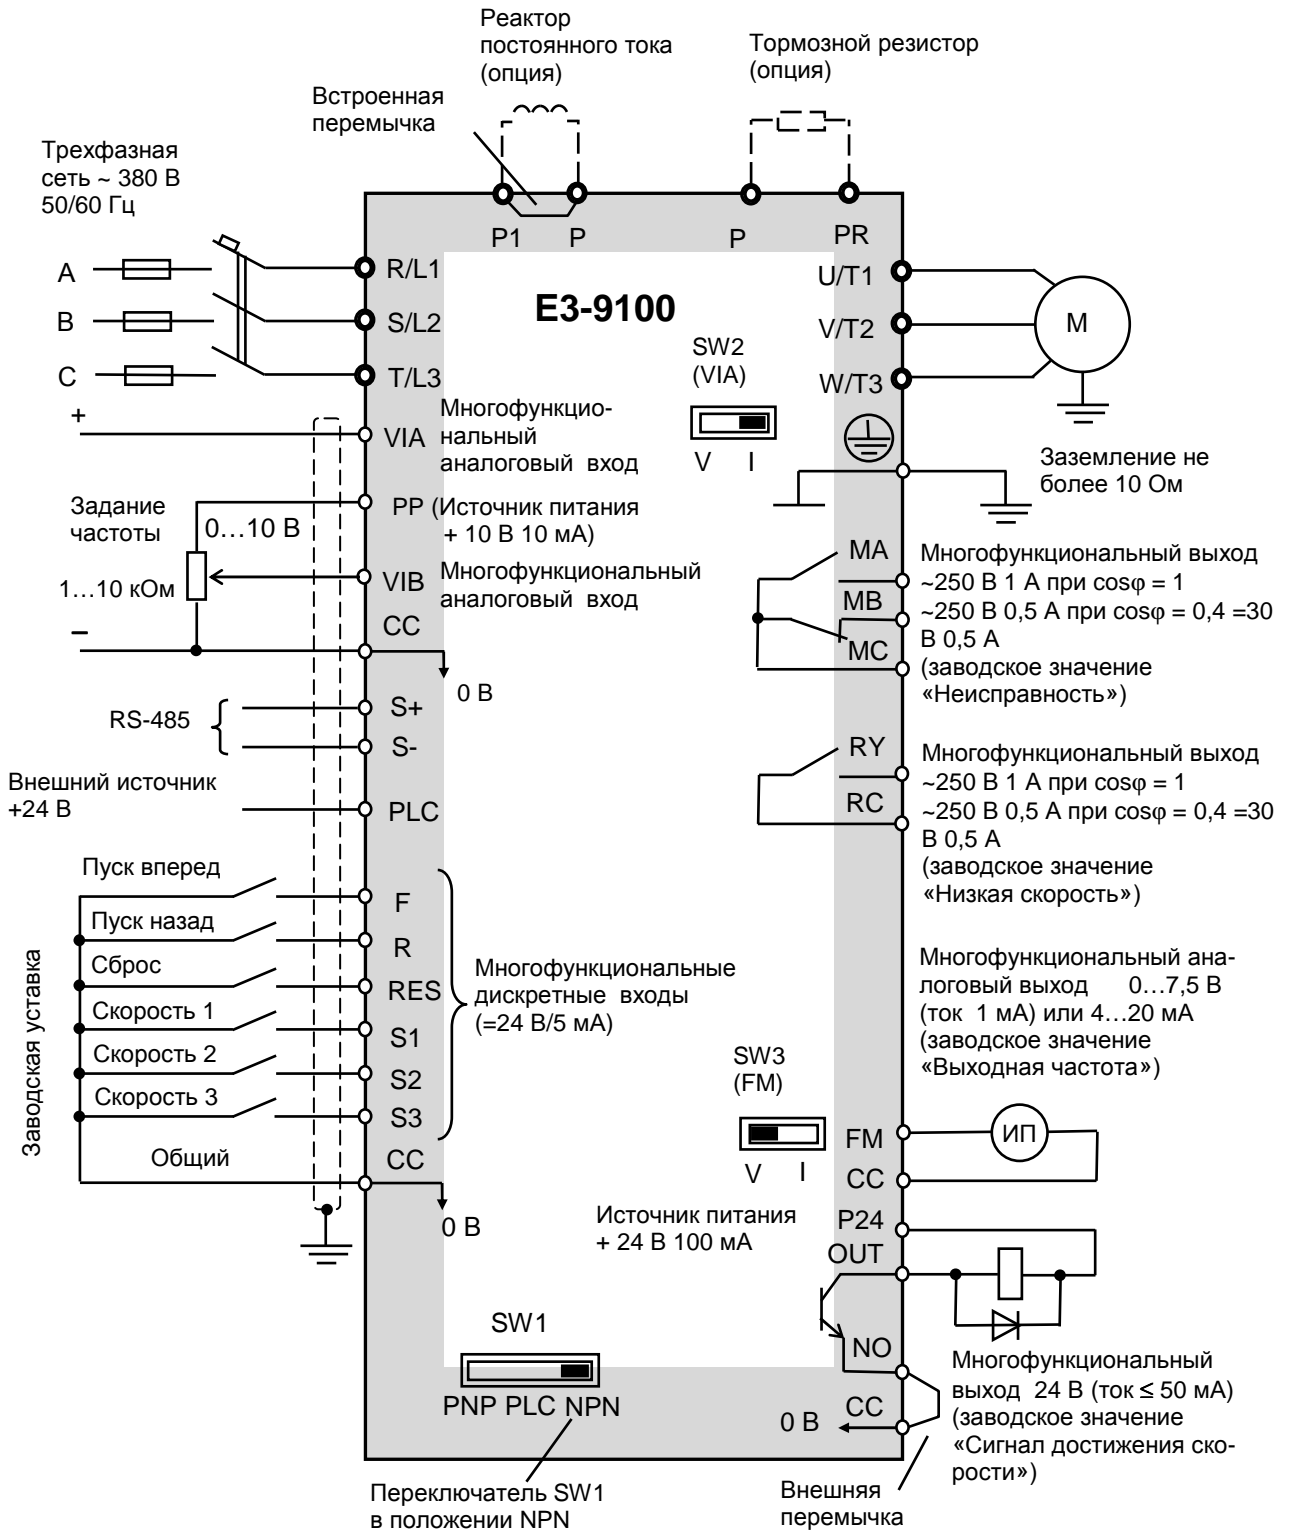 Реактор
постоянного тока
(опция)
Тормозной резистор
(опция)
Встроенная
перемычка
Трехфазная
сеть ~ 380 В
50/60 Гц
P1
P
P
PR
A
R/L1
U/T1
E3-9100
B
S/L2
V/T2
M
SW2
(VIA)
C
T/L3
W/T3
+
VIA
Многофункцио-
нальный
аналоговый вход
V I
Заземление не
более 10 Ом
Задание
частоты
0…10 В
PP (Источник питания
+ 10 В 10 мА)
1…10 кОм
VIB
Многофункциональный
аналоговый вход
CC
–
0 В
MA
MB
MC
Многофункциональный выход
~250 В 1 А при cosφ = 1
~250 В 0,5 А при cosφ = 0,4 =30
В 0,5 А
(заводское значение
«Неисправность»)
RS-485
S+
S-
RY
RC
Многофункциональный выход
~250 В 1 А при cosφ = 1
~250 В 0,5 А при cosφ = 0,4 =30
В 0,5 А
(заводское значение
«Низкая скорость»)
Внешний источник
+24 В
PLC
Заводская уставка
Пуск вперед
F
Пуск назад
R
Сброс
RES
Скорость 1
S1
Скорость 2
S2
Скорость 3
S3
Общий
CC
0 В
Многофункциональные
дискретные входы
(=24 В/5 мА)
Многофункциональный ана-
логовый выход 0…7,5 В
(ток 1 мА) или 4…20 мА
(заводское значение
«Выходная частота»)
SW3
(FM)
V I
FM
ИП
CC
P24
Источник питания
+ 24 В 100 мА
OUT
NO
CC
0 В
Многофункциональный
выход 24 В (ток ≤ 50 мА)
(заводское значение
«Сигнал достижения ско-
рости»)
SW1
PNP PLC NPN
Переключатель SW1
в положении NPN
Внешняя
перемычка